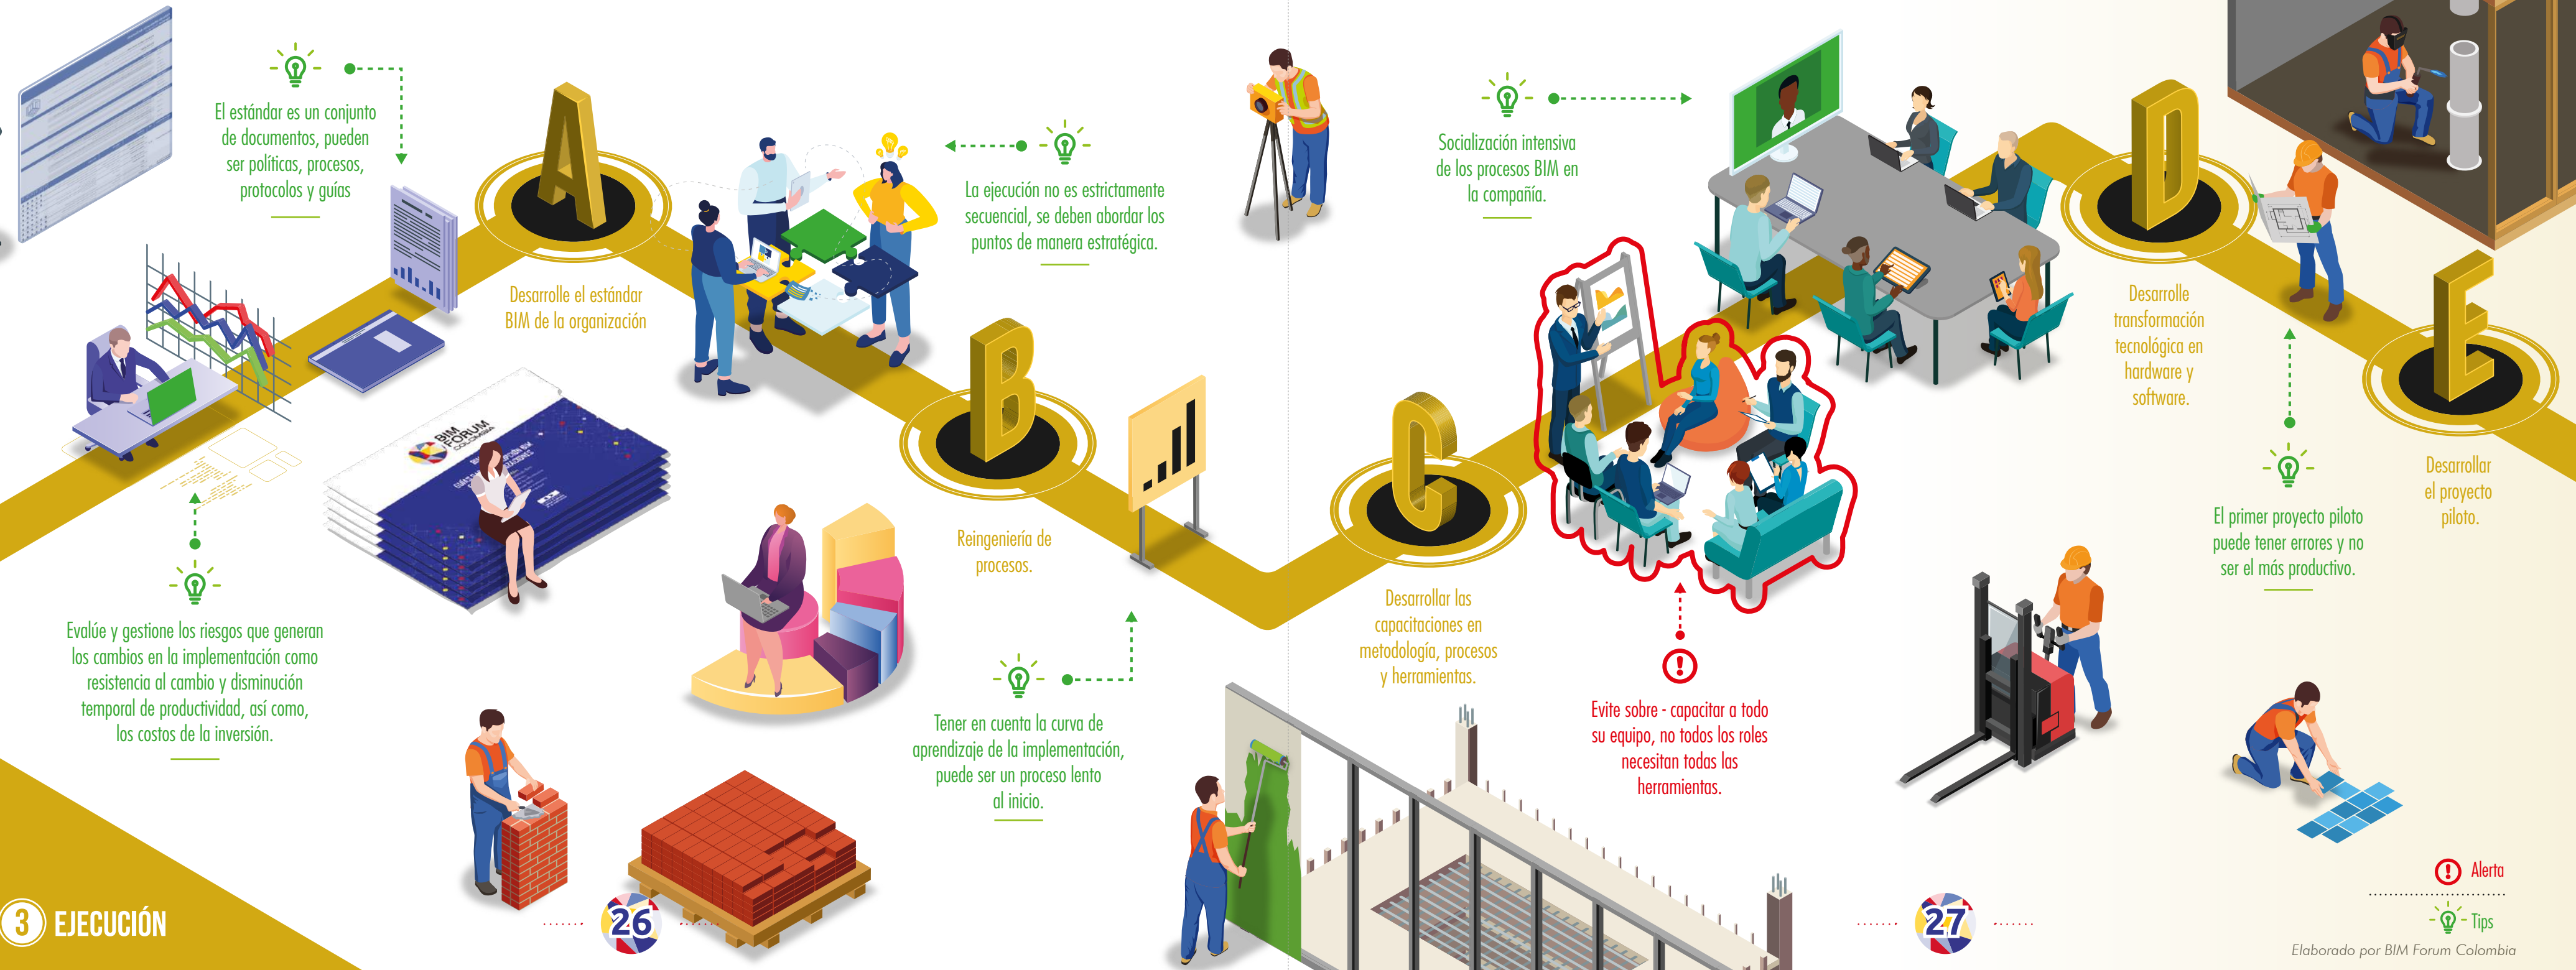 El estándar es un conjunto
de documentos, pueden
ser políticas, procesos,
protocolos y guías
A
Desarrolle el estándar
BIM de la organización
La ejecución no es estrictamente
secuencial, se deben abordar los
puntos de manera estratégica.
BIM
FORUM
COLOMBIA
Evalúe y gestione los riesgos que generan
los cambios en la implementación como
resistencia al cambio y disminución
temporal de productividad, así como,
los costos de la inversión.
B
Reingeniería de
procesos.
Tener en cuenta la curva de
aprendizaje de la implementación,
puede ser un proceso lento
al inicio.
3 EJECUCIÓN
26
Socialización intensiva
de los procesos BIM en
la compañía.
C
Desarrollar las
capacitaciones en
metodología, procesos
y herramientas.
Evite sobre - capacitar a todo
su equipo, no todos los roles
necesitan todas las
herramientas.
D
Desarrolle
transformación
tecnológica en
hardware y
software.
El primer proyecto piloto
puede tener errores y no
ser el más productivo.
E
Desarrollar
el proyecto
piloto.
27
Alerta
Tips
Elaborado por BIM Forum Colombia